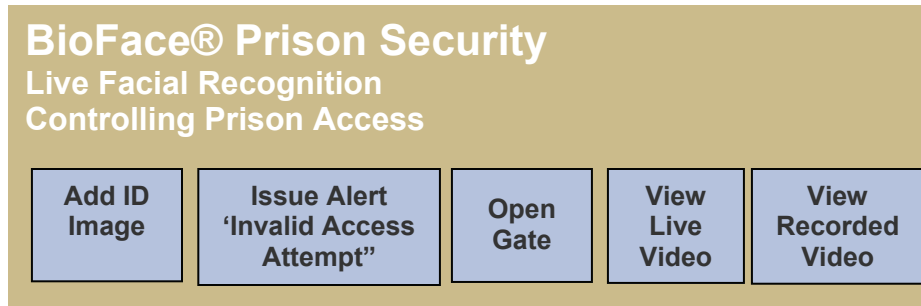 BioFace® Prison Security
Live Facial Recognition
Controlling Prison Access
Add ID
Image
Issue Alert
‘Invalid Access
Attempt”
Open
Gate
View
Live
Video
View
Recorded
Video